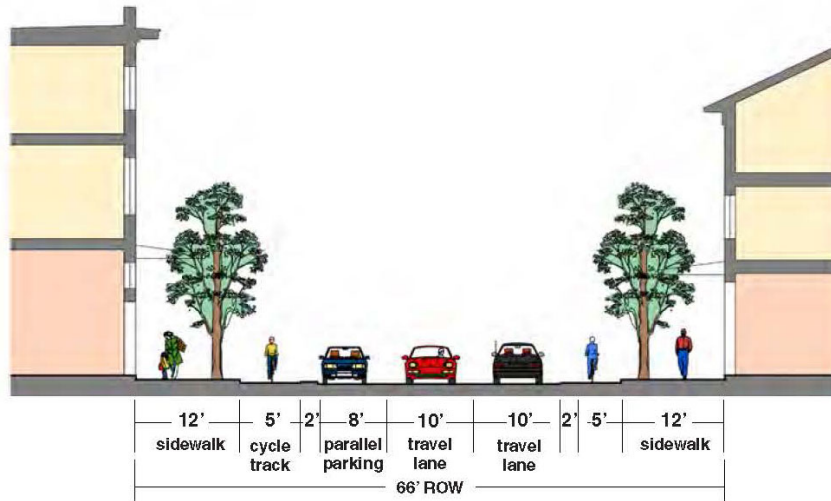 12' 5' 2' 8' 10' 10' 2' 5' 12'
sidewalk cycle track parallel parking travel lane travel lane sidewalk
66' ROW